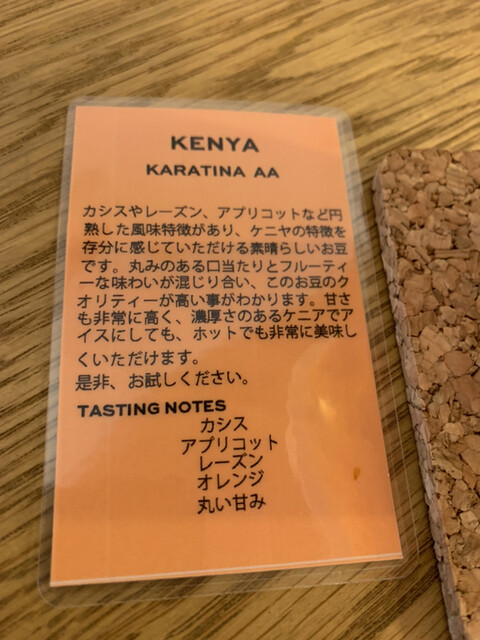 KENYA
KARATINA AA
カシスやレーズン、アプリコットなど円
熟した風味特徴があり、ケニヤの特徴を
存分に感じていただける素晴らしいお豆
です。丸みのある口当たりとフルーティ
ーな味わいが混じり合い、このお豆のク
オリティーが高い事がわかります。甘さ
も非常に高く、濃厚さのあるケニアでア
イスにしても、ホットでも非常に美味し
くいただけます。
是非、お試しください。
TASTING NOTES
カシス
アプリコット
レーズン
オレンジ
丸い甘み